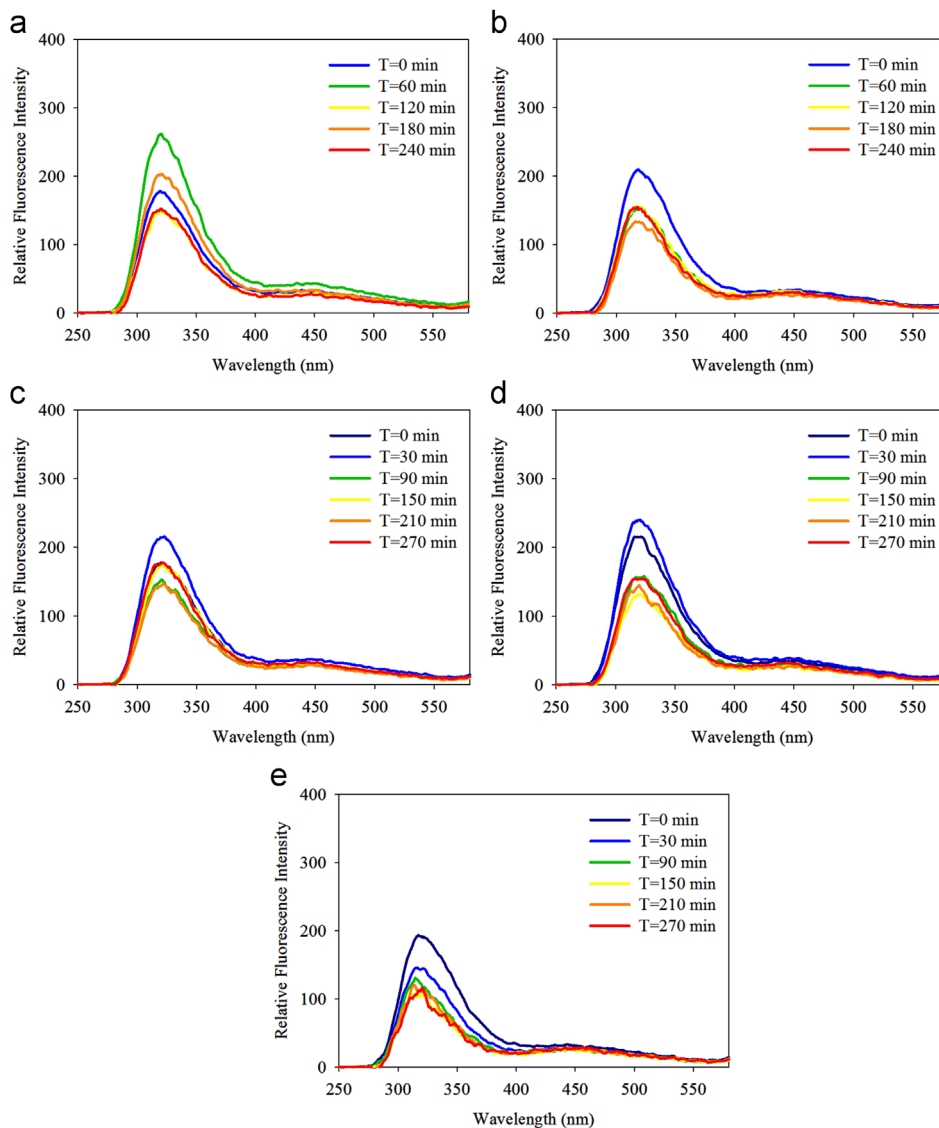 a
Relative Fluorescence Intensity
400
300
200
100
0
T=0 min
T=60 min
T=120 min
T=180 min
T=240 min
250 300 350 400 450 500 550
Wavelength (nm)
b
Relative Fluorescence Intensity
400
300
200
100
0
T=0 min
T=60 min
T=120 min
T=180 min
T=240 min
250 300 350 400 450 500 550
Wavelength (nm)
c
Relative Fluorescence Intensity
400
300
200
100
0
T=0 min
T=30 min
T=90 min
T=150 min
T=210 min
T=270 min
250 300 350 400 450 500 550
Wavelength (nm)
d
Relative Fluorescence Intensity
400
300
200
100
0
T=0 min
T=30 min
T=90 min
T=150 min
T=210 min
T=270 min
250 300 350 400 450 500 550
Wavelength (nm)
e
Relative Fluorescence Intensity
400
300
200
100
0
T=0 min
T=30 min
T=90 min
T=150 min
T=210 min
T=270 min
250 300 350 400 450 500 550
Wavelength (nm)